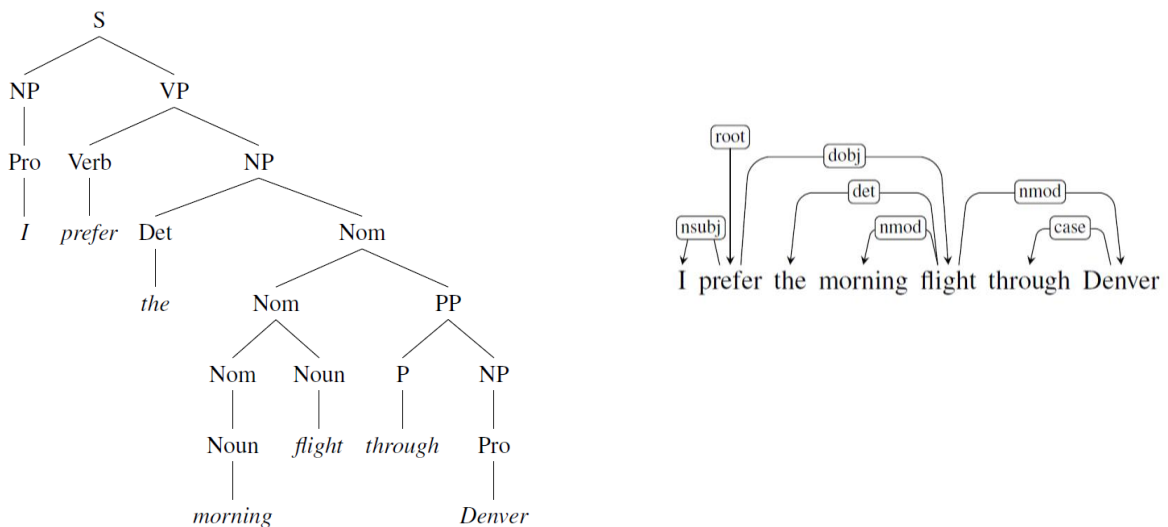 S
NP VP
Pro Verb NP
I prefer Det Nom
the Nom PP
Nom Noun P NP
Noun flight through Pro
morning Denver
root
dobj
det nmod
nsubj nmod case
I prefer the morning flight through Denver